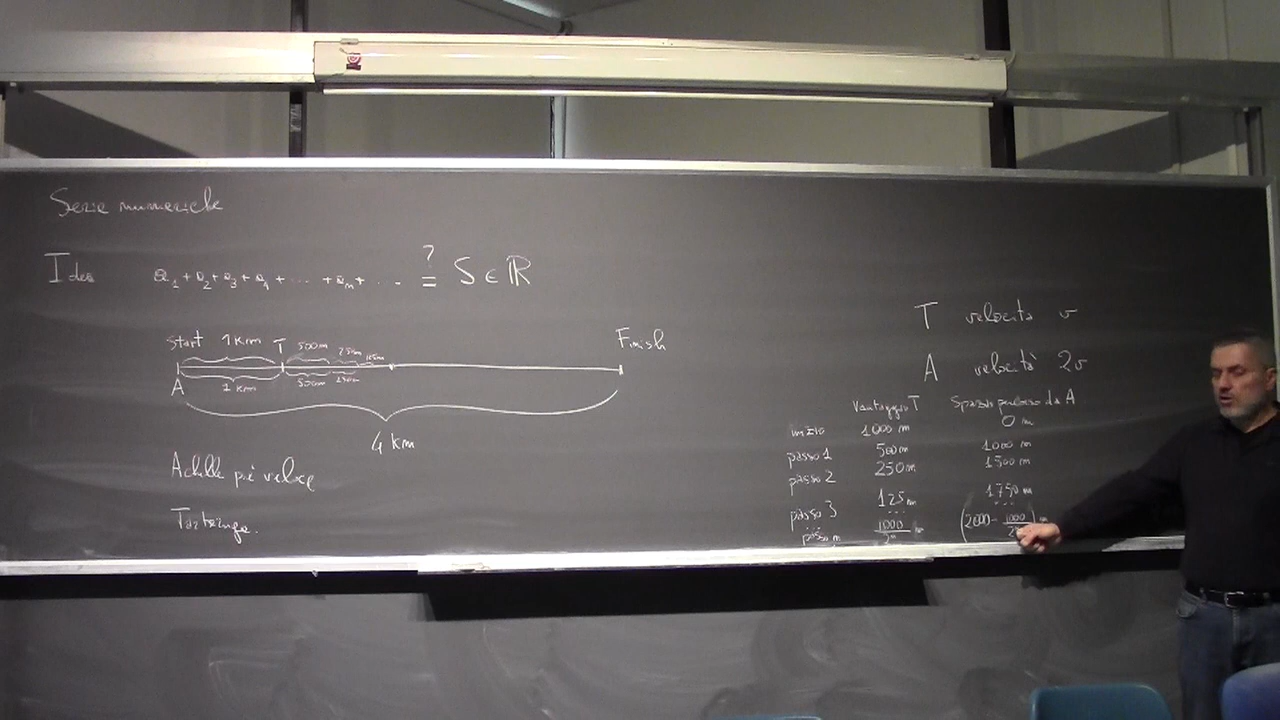 Serie numeriche
Idea a₁ + a₂ + a₃ + a₄ + ... + aₙ + ... =? S ∈ ℝ
Start 1 Km T 500m 250m 125m Finish
A 1 Km 500m 250m
4 Km
Achille piè veloce
Tartaruga.
T velocità v
A velocità 2v
Vantaggio T Spazio percorso da A
inizio 1000 m 0 m
passo 1 500 m 1000 m
passo 2 250 m 1500 m
passo 3 125 m 1750 m
... ... ...
passo n 1000/2ⁿ m (2000 - 1000/2) m